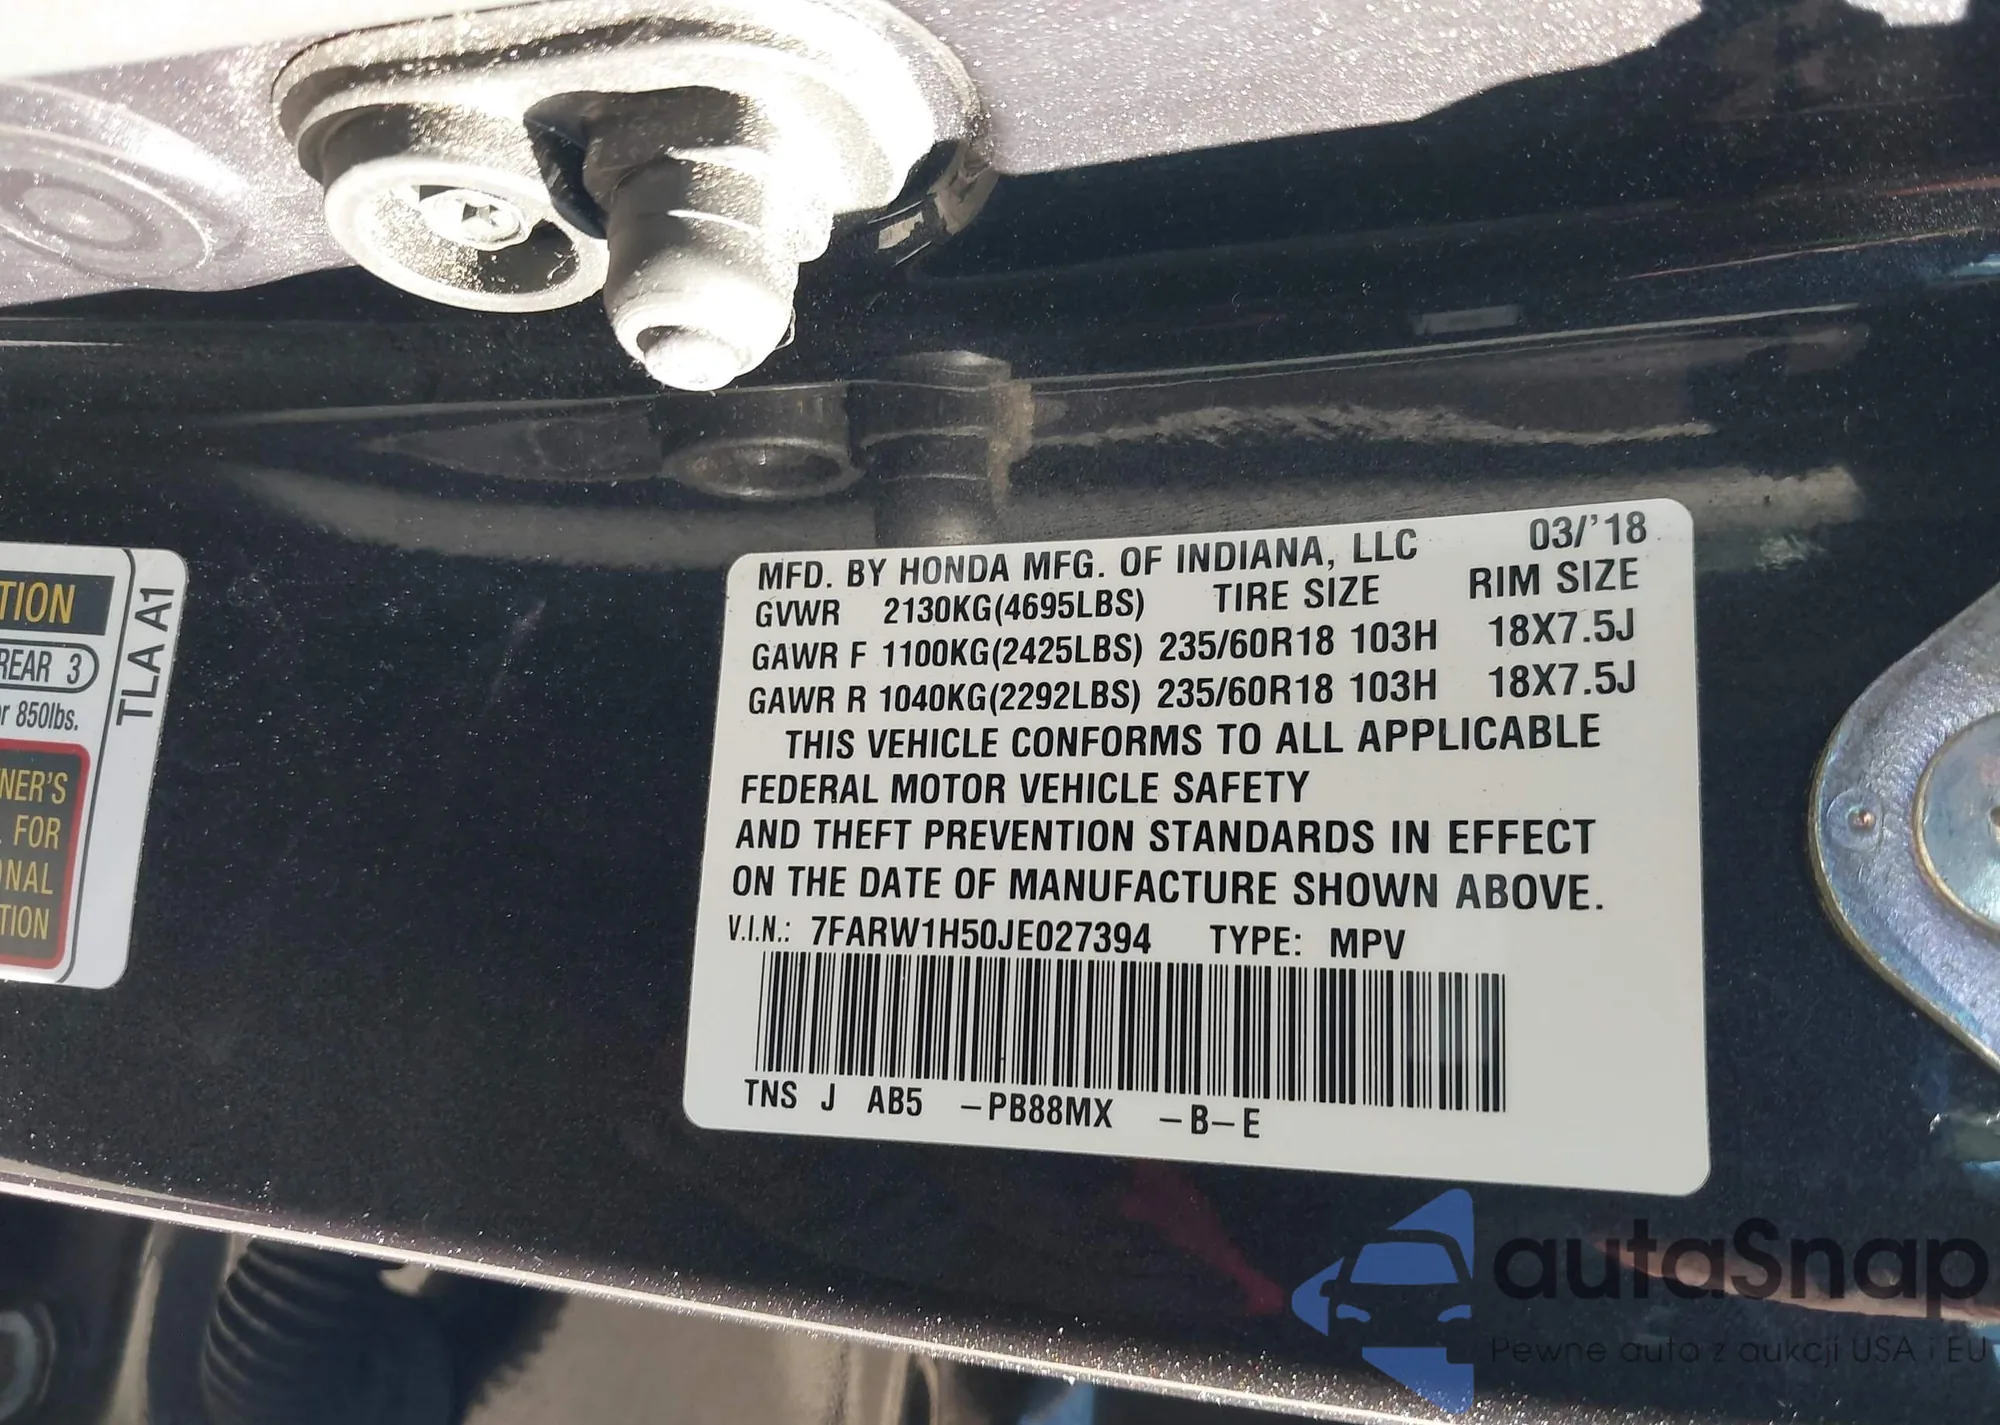 TION
REAR 3
r 850lbs.
NER'S
FOR
ONAL
TION
TLA A1
MFD. BY HONDA MFG. OF INDIANA, LLC 03/'18
GVWR 2130KG(4695LBS) TIRE SIZE RIM SIZE
GAWR F 1100KG(2425LBS) 235/60R18 103H 18X7.5J
GAWR R 1040KG(2292LBS) 235/60R18 103H 18X7.5J
THIS VEHICLE CONFORMS TO ALL APPLICABLE
FEDERAL MOTOR VEHICLE SAFETY
AND THEFT PREVENTION STANDARDS IN EFFECT
ON THE DATE OF MANUFACTURE SHOWN ABOVE.
V.I.N.: 7FARW1H50JE027394 TYPE: MPV
TNS J AB5 -PB88MX -B-E
autaSnap
Pewne auto z aukcji USA i EU